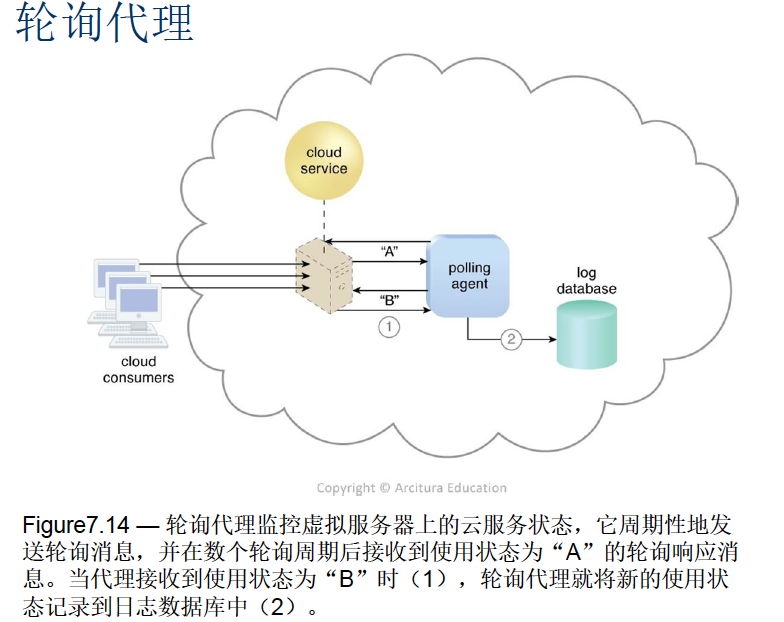 轮询代理
cloud
service
“A”
polling
agent
“B”
1
log
database
2
cloud
consumers
Copyright © Arcitura Education
Figure7.14 — 轮询代理监控虚拟服务器上的云服务状态，它周期性地发
送轮询消息，并在数个轮询周期后接收到使用状态为“A”的轮询响应消
息。当代理接收到使用状态为“B”时（1），轮询代理就将新的使用状
态记录到日志数据库中（2）。